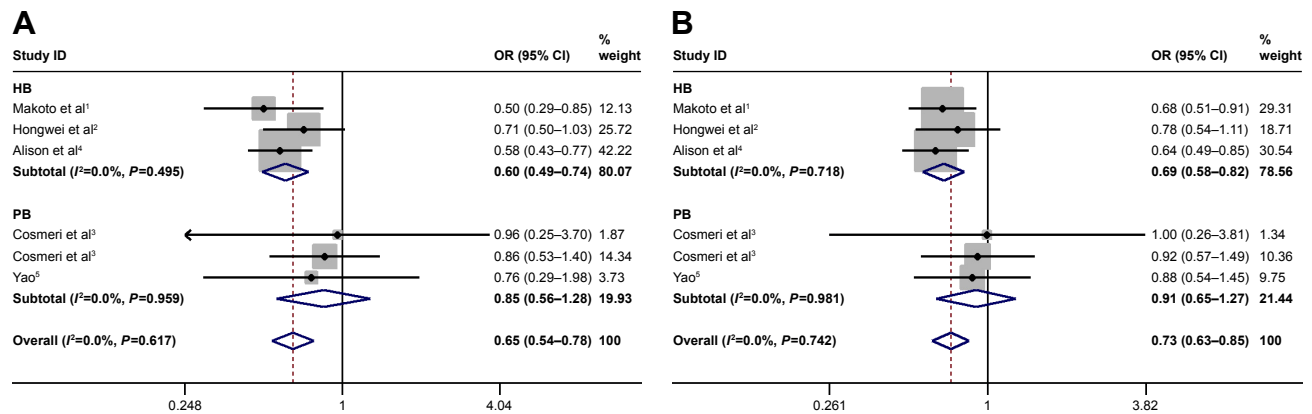 A
Study ID OR (95% CI) % weight
HB
Makoto et al¹ 0.50 (0.29–0.85) 12.13
Hongwei et al² 0.71 (0.50–1.03) 25.72
Alison et al⁴ 0.58 (0.43–0.77) 42.22
Subtotal (I²=0.0%, P=0.495) 0.60 (0.49–0.74) 80.07
PB
Cosmeri et al³ 0.96 (0.25–3.70) 1.87
Cosmeri et al³ 0.86 (0.53–1.40) 14.34
Yao⁵ 0.76 (0.29–1.98) 3.73
Subtotal (I²=0.0%, P=0.959) 0.85 (0.56–1.28) 19.93
Overall (I²=0.0%, P=0.617) 0.65 (0.54–0.78) 100
0.248 1 4.04
B
Study ID OR (95% CI) % weight
HB
Makoto et al¹ 0.68 (0.51–0.91) 29.31
Hongwei et al² 0.78 (0.54–1.11) 18.71
Alison et al⁴ 0.64 (0.49–0.85) 30.54
Subtotal (I²=0.0%, P=0.718) 0.69 (0.58–0.82) 78.56
PB
Cosmeri et al³ 1.00 (0.26–3.81) 1.34
Cosmeri et al³ 0.92 (0.57–1.49) 10.36
Yao⁵ 0.88 (0.54–1.45) 9.75
Subtotal (I²=0.0%, P=0.981) 0.91 (0.65–1.27) 21.44
Overall (I²=0.0%, P=0.742) 0.73 (0.63–0.85) 100
0.261 1 3.82